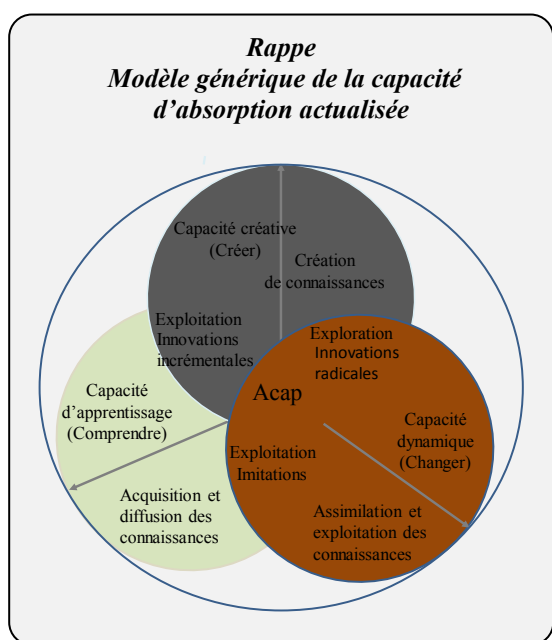 Rappe
Modèle générique de la capacité
d’absorption actualisée
Capacité créative
(Créer)
Création
de connaissances
Exploitation
Innovations
incrémentales
Exploration
Innovations
radicales
Acap
Capacité
d’apprentissage
(Comprendre)
Capacité
dynamique
(Changer)
Exploitation
Imitations
Acquisition et
diffusion des
connaissances
Assimilation et
exploitation des
connaissances